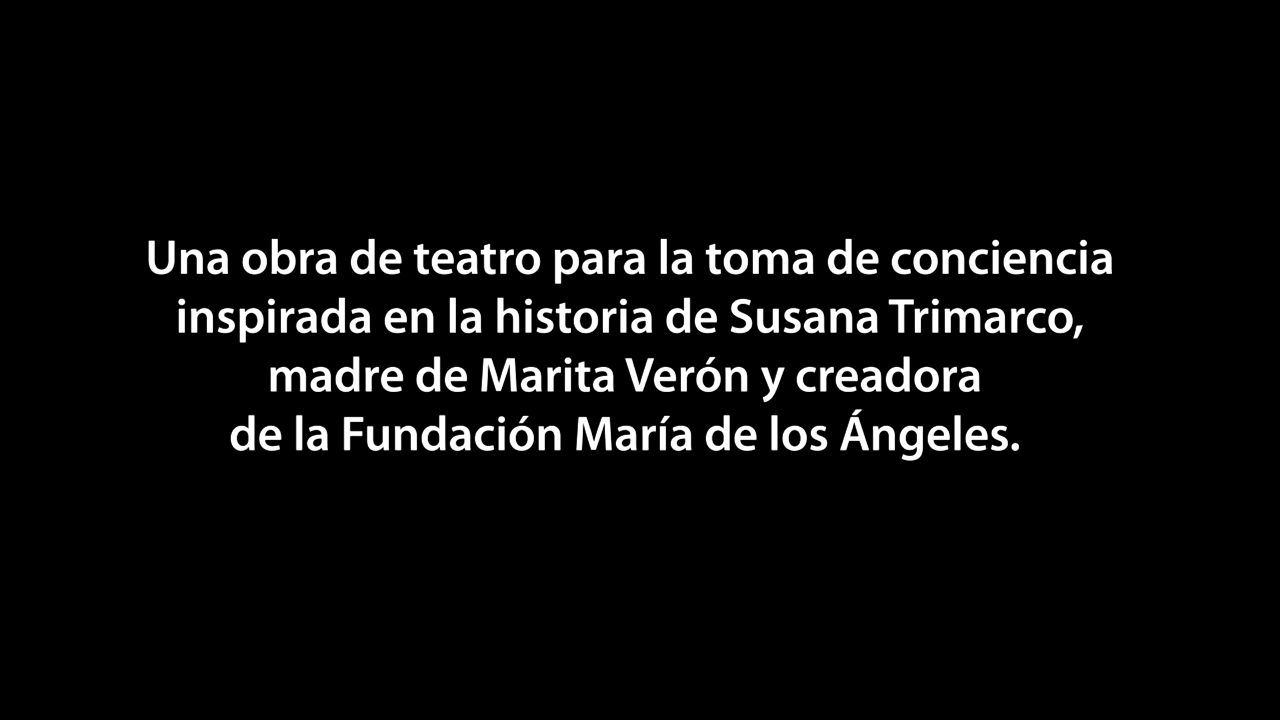 Una obra de teatro para la toma de conciencia
inspirada en la historia de Susana Trimarco,
madre de Marita Verón y creadora
de la Fundación María de los Ángeles.